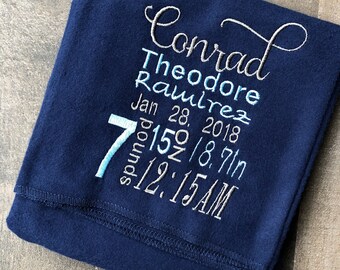 Conrad
Theodore
Ramirez
Jan 28, 2018
7 pounds 15 oz 18.7in
12:15AM